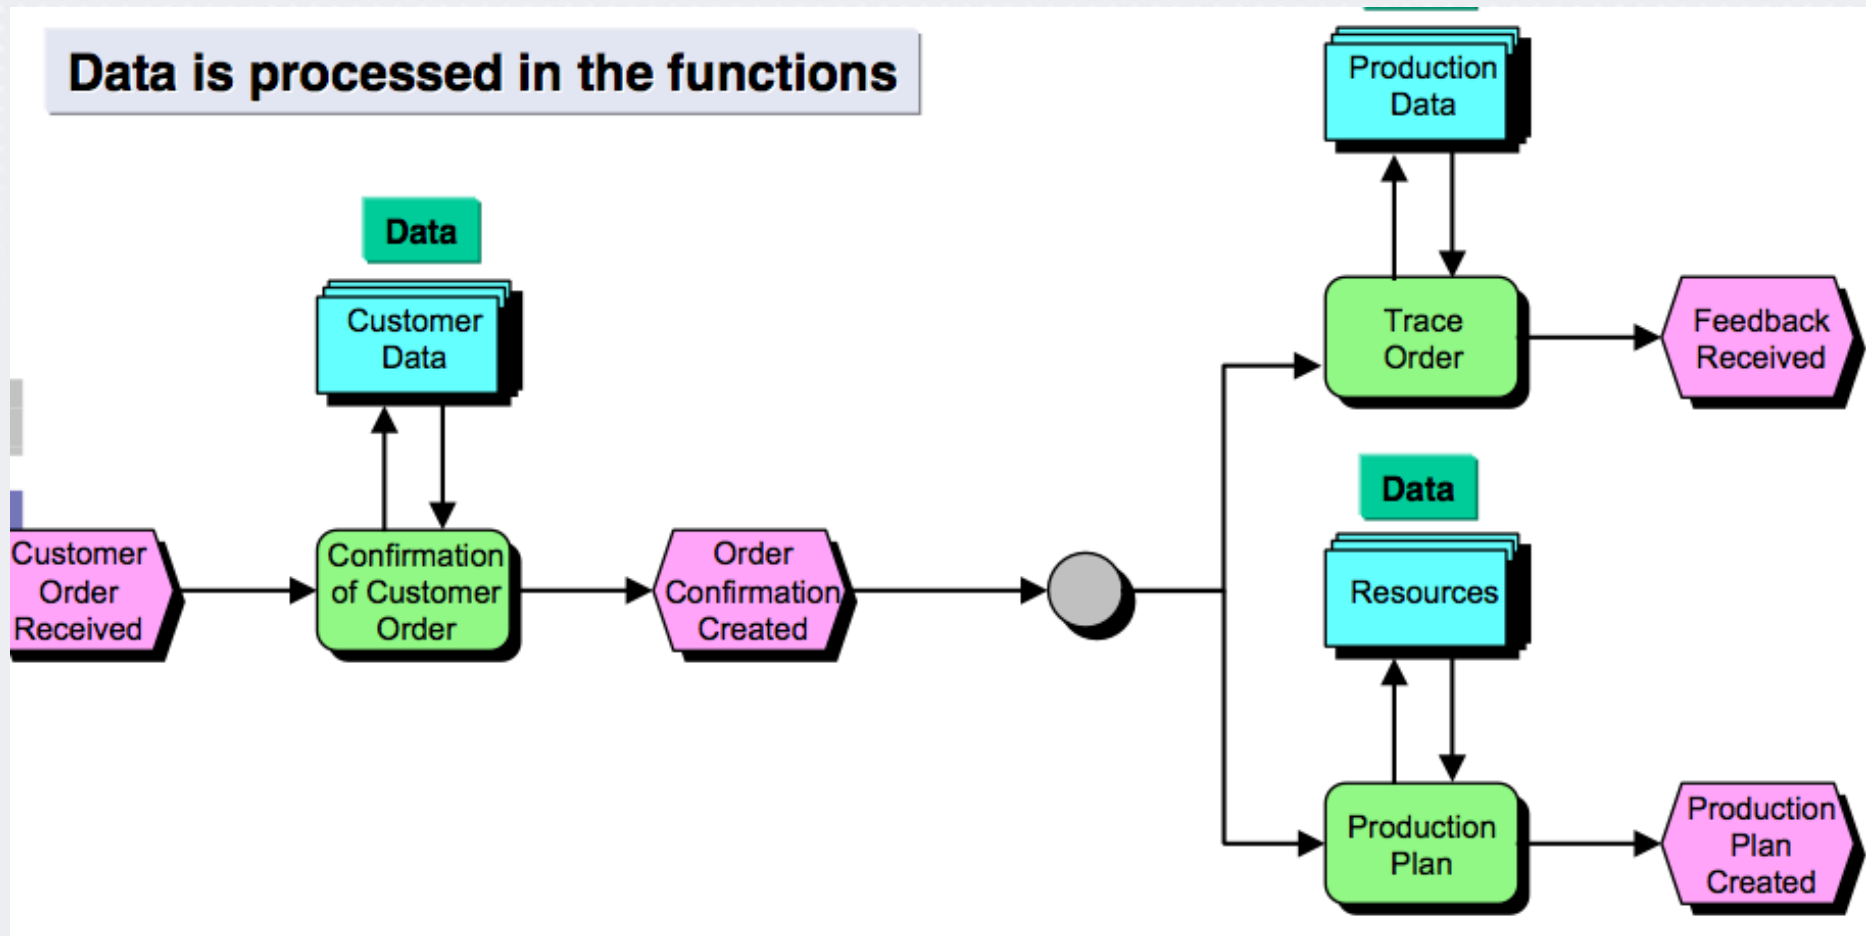 Data is processed in the functions
Production
Data
Data
Customer
Data
Trace
Order
Feedback
Received
Data
Resources
Customer
Order
Received
Confirmation
of Customer
Order
Order
Confirmation
Created
Production
Plan
Production
Plan
Created